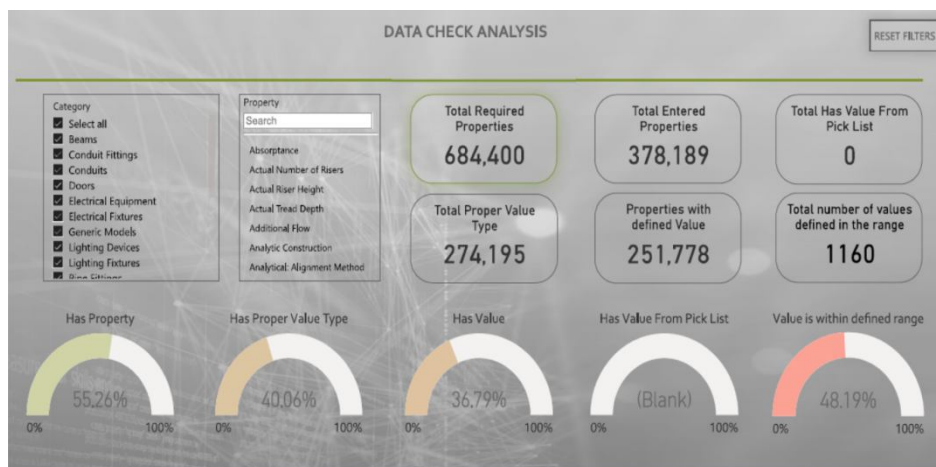 DATA CHECK ANALYSIS
RESET FILTERS
Category
Select all
Beams
Conduit Fittings
Conduits
Doors
Electrical Equipment
Electrical Fixtures
Generic Models
Lighting Devices
Lighting Fixtures
Pipe Fittings
Property
Search
Absorptance
Actual Number of Risers
Actual Riser Height
Actual Tread Depth
Additional Flow
Analytic Construction
Analytical: Alignment Method
Total Required
Properties
684,400
Total Entered
Properties
378,189
Total Has Value From
Pick List
0
Total Proper Value
Type
274,195
Properties with
defined Value
251,778
Total number of values
defined in the range
1160
Has Property
55.26%
0%
100%
Has Proper Value Type
40.06%
0%
100%
Has Value
36.79%
0%
100%
Has Value From Pick List
(Blank)
0%
100%
Value is within defined range
48.19%
0%
100%